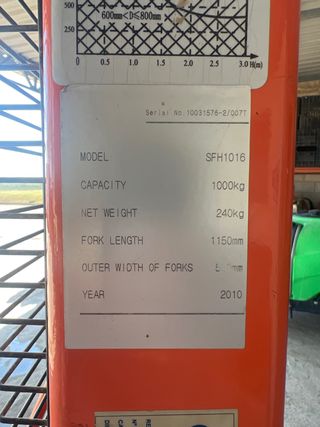 500
600mm<D≤800mm
250
0 0.5 1.0 1.5 2.0 2.5 3.0 H(m)
Serial No.10031576-2/007T
MODEL SFH1016
CAPACITY 1000kg
NET WEIGHT 240kg
FORK LENGTH 1150mm
OUTER WIDTH OF FORKS
YEAR 2010